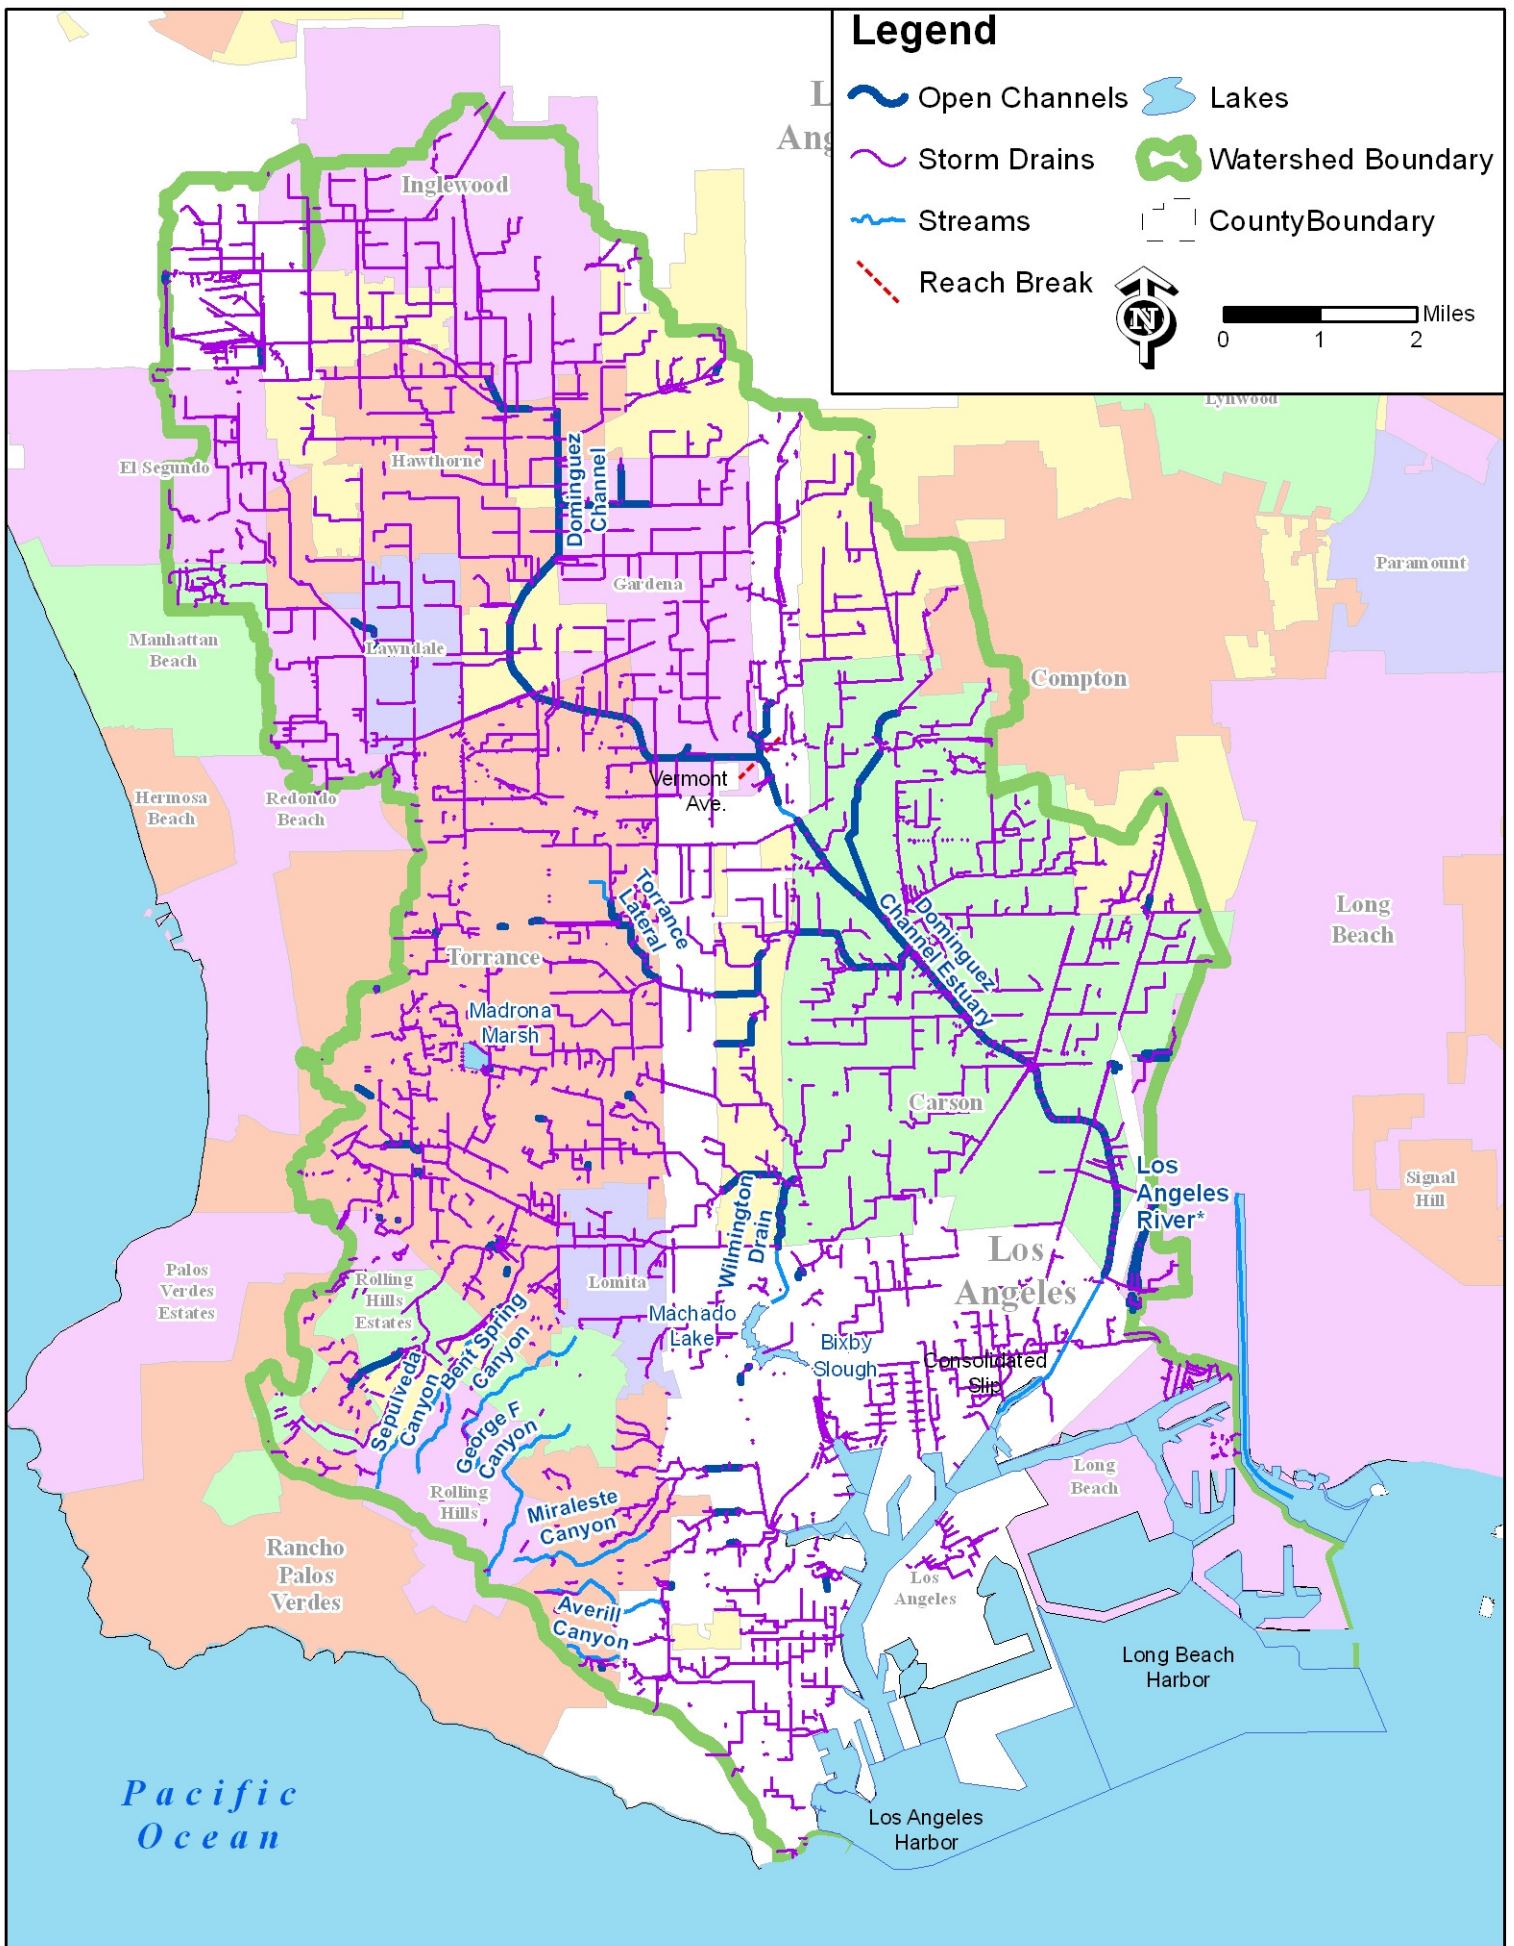 Legend
Open Channels
Lakes
Storm Drains
Watershed Boundary
Streams
CountyBoundary
Reach Break
N
Miles
0 1 2
Inglewood
Lynwood
El Segundo
Hawthorne
Dominguez
Channel
Gardena
Paramount
Manhattan
Beach
Lawndale
Compton
Hermosa
Beach
Redondo
Beach
Vermont
Ave.
Torrance
Lateral
Dominguez
Channel Estuary
Long
Beach
Torrance
Madrona
Marsh
Carson
Los
Angeles
River*
Signal
Hill
Wilmington
Drain
Los
Angeles
Palos
Verdes
Estates
Rolling
Hills
Estates
Lomita
Machado
Lake
Bixby
Slough
Consolidated
Slip
Sepulveda
Canyon
Bent Spring
Canyon
George F
Canyon
Rolling
Hills
Miraleste
Canyon
Long
Beach
Rancho
Palos
Verdes
Averill
Canyon
Los
Angeles
Long Beach
Harbor
Pacific
Ocean
Los Angeles
Harbor